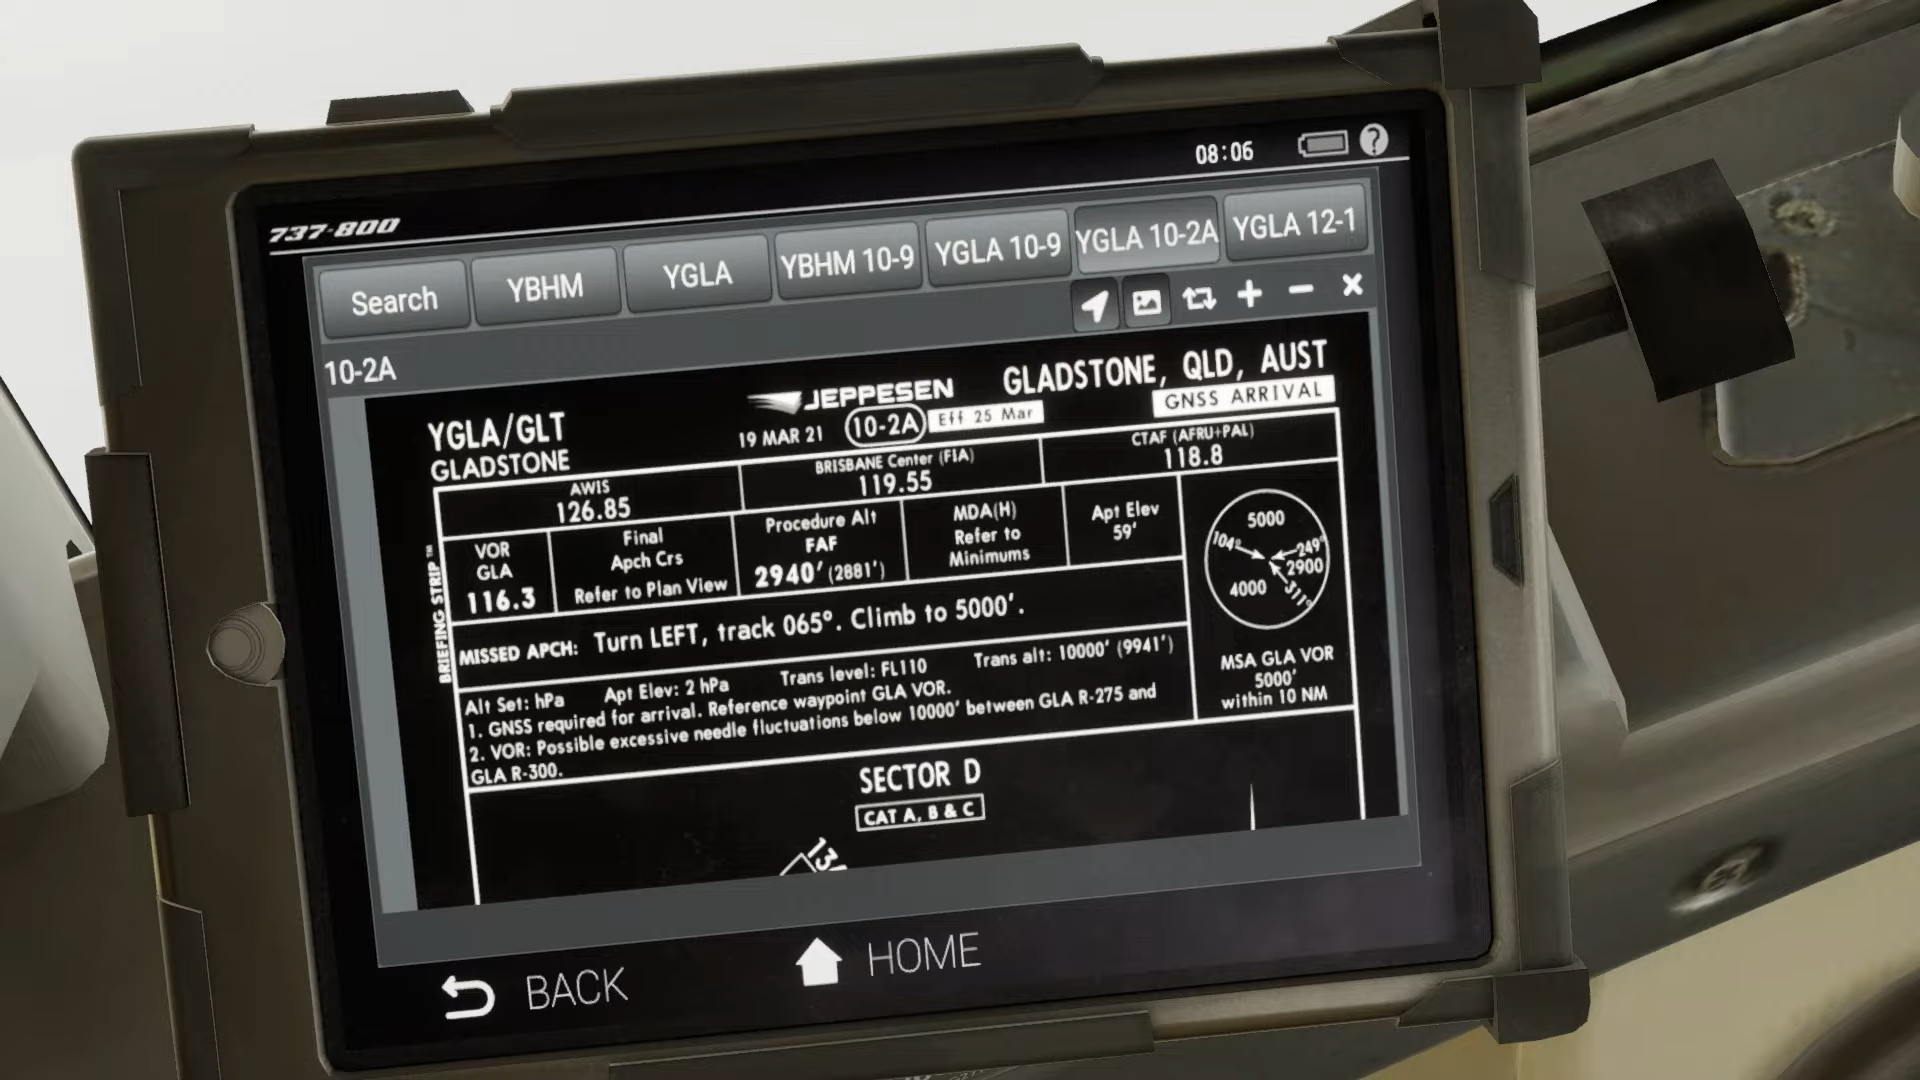 08:06
737-800
Search YBHM YGLA YBHM 10-9 YGLA 10-9 YGLA 10-2A YGLA 12-1
10-2A
YGLA/GLT
GLADSTONE
JEPPESEN
19 MAR 21 10-2A Eff 25 Mar
GLADSTONE, QLD, AUST
GNSS ARRIVAL
AWIS
126.85
BRISBANE Center (FIA)
119.55
CTAF (AFRU+PAL)
118.8
BRIEFING STRIP™
VOR
GLA
116.3
Final
Apch Crs
Refer to Plan View
Procedure Alt
FAF
2940' (2881')
MDA(H)
Refer to
Minimums
Apt Elev
59'
5000
104°
249°
2900
4000
311°
MSA GLA VOR
5000'
within 10 NM
MISSED APCH: Turn LEFT, track 065°. Climb to 5000'.
Alt Set: hPa Apt Elev: 2 hPa Trans level: FL110 Trans alt: 10000' (9941')
1. GNSS required for arrival. Reference waypoint GLA VOR.
2. VOR: Possible excessive needle fluctuations below 10000' between GLA R-275 and
GLA R-300.
SECTOR D
CAT A, B & C
BACK HOME